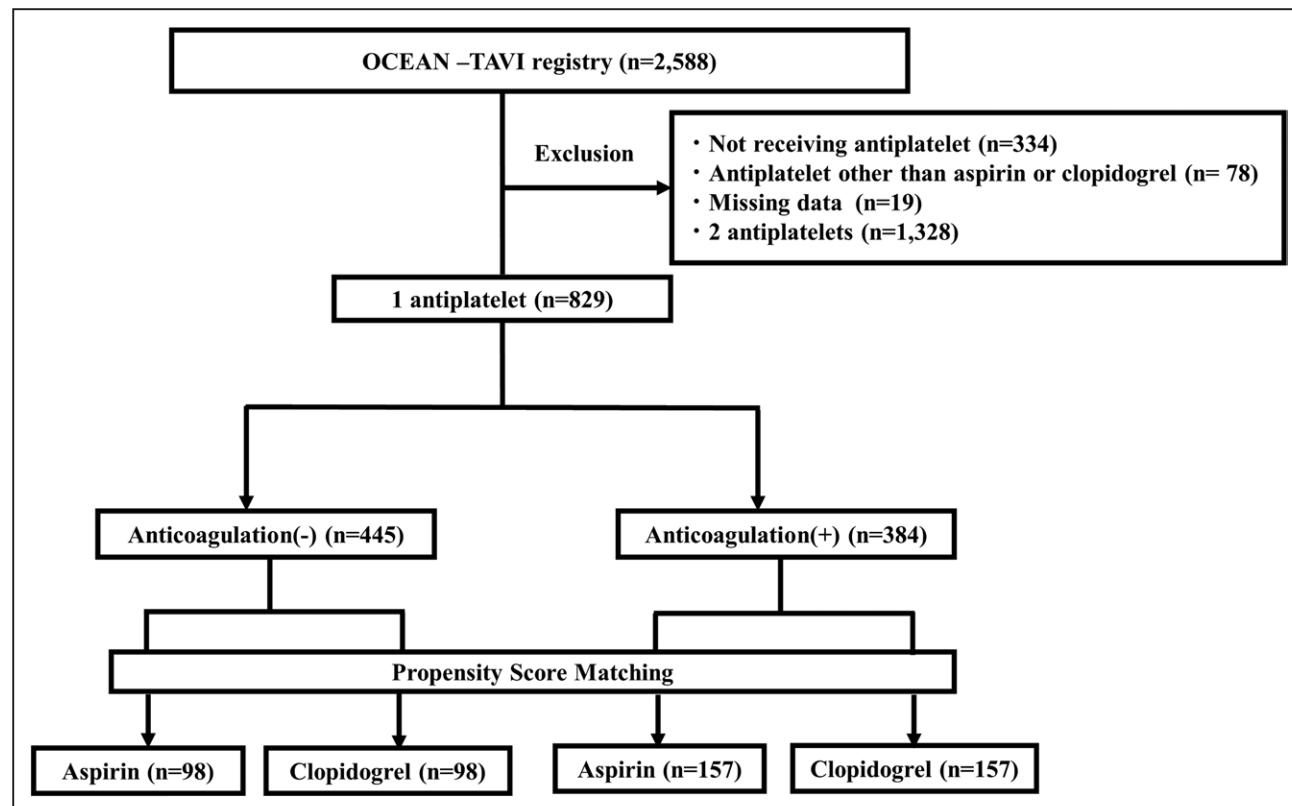 OCEAN –TAVI registry (n=2,588)
Exclusion
・Not receiving antiplatelet (n=334)
・Antiplatelet other than aspirin or clopidogrel (n= 78)
・Missing data (n=19)
・2 antiplatelets (n=1,328)
1 antiplatelet (n=829)
Anticoagulation(-) (n=445)
Anticoagulation(+) (n=384)
Propensity Score Matching
Aspirin (n=98)
Clopidogrel (n=98)
Aspirin (n=157)
Clopidogrel (n=157)